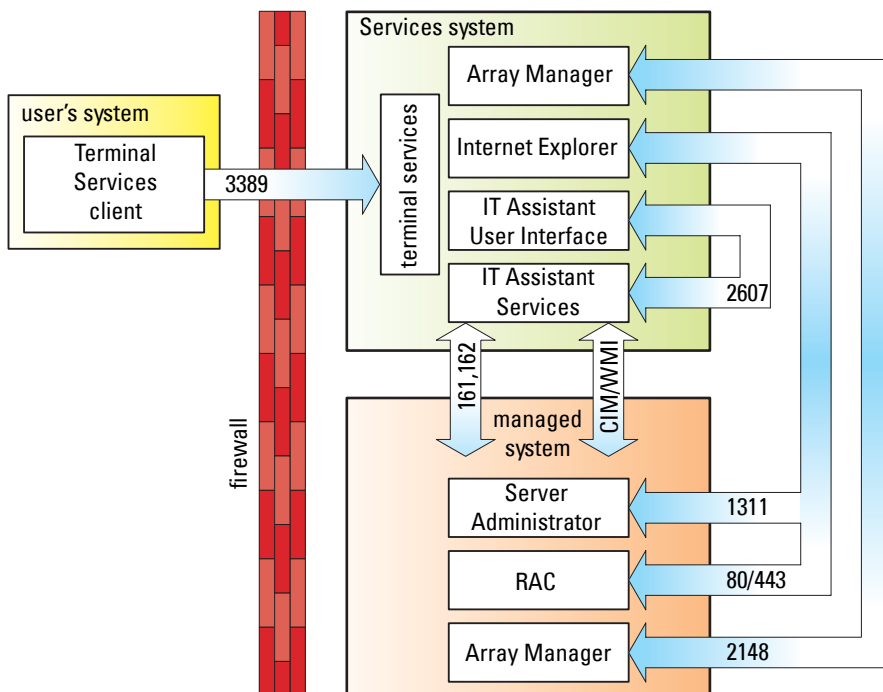 Services system
Array Manager
user's system
Terminal
Services
client
3389
terminal services
Internet Explorer
IT Assistant
User Interface
IT Assistant
Services
2607
161,162
CIM/WMI
firewall
managed
system
Server
Administrator
1311
RAC
80/443
Array Manager
2148